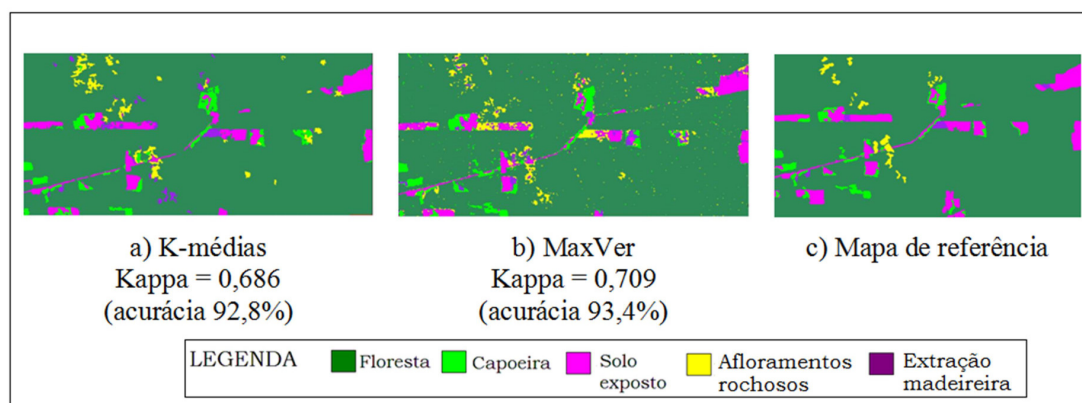 a) K-médias
Kappa = 0,686
(acurácia 92,8%)
b) MaxVer
Kappa = 0,709
(acurácia 93,4%)
c) Mapa de referência
LEGENDA
Floresta
Capoeira
Solo
exposto
Afloramentos
rochosos
Extração
madeireira